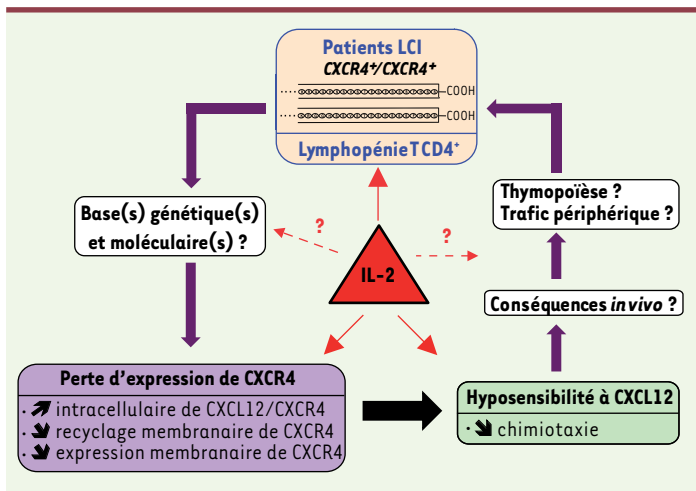 Patients LCI
CXCR4⁺/CXCR4⁺
....
COOH
....
COOH
Lymphopénie T CD4⁺
Base(s) génétique(s)
et moléculaire(s) ?
?
IL-2
?
Thymopoïèse ?
Trafic périphérique ?
Conséquences in vivo ?
Perte d'expression de CXCR4
· ↗ intracellulaire de CXCL12/CXCR4
· ↘ recyclage membranaire de CXCR4
· ↘ expression membranaire de CXCR4
Hyposensibilité à CXCL12
· ↘ chimiotaxie